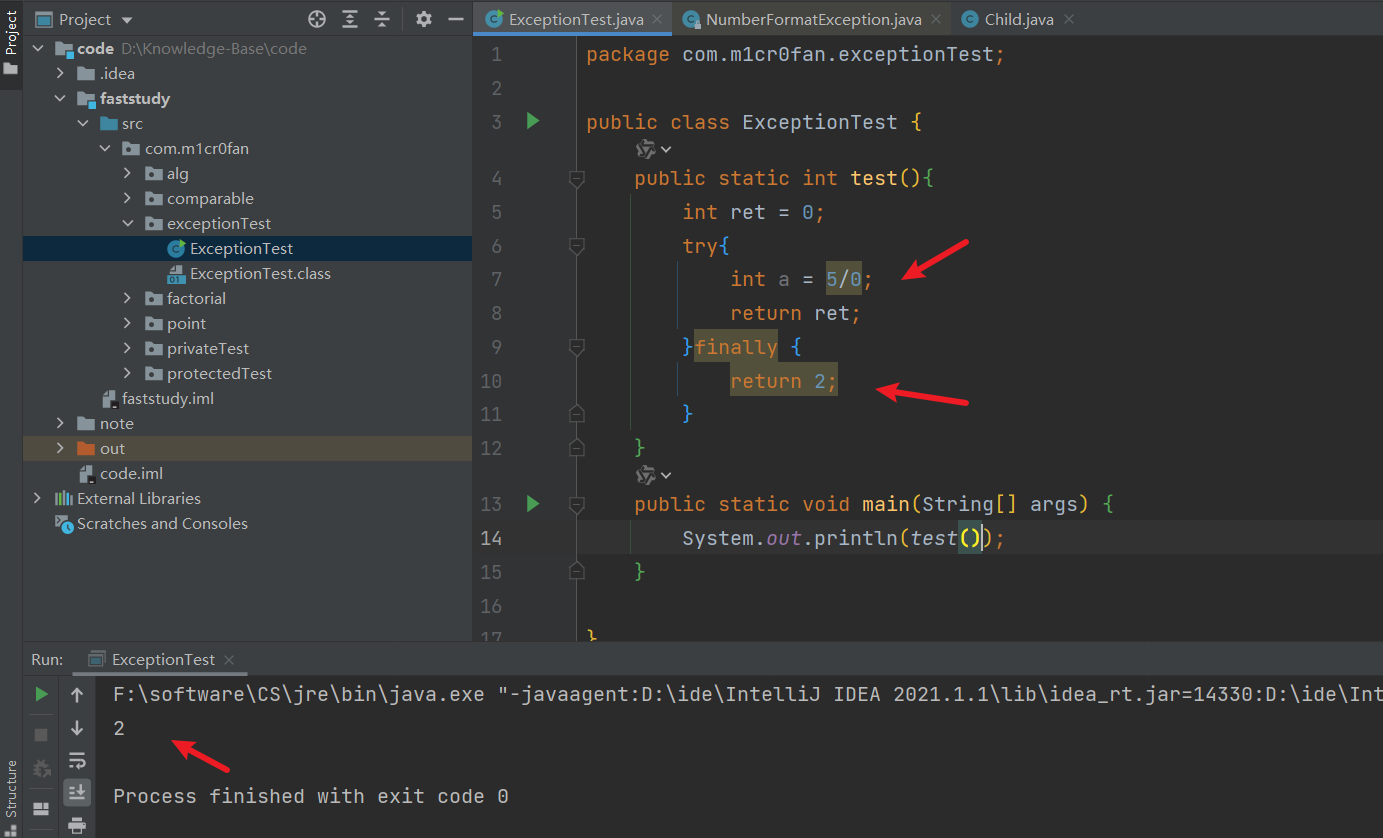 Project
Project
code D:\Knowledge-Base\code
.idea
faststudy
src
com.m1cr0fan
alg
comparable
exceptionTest
ExceptionTest
ExceptionTest.class
factorial
point
privateTest
protectedTest
faststudy.iml
note
out
code.iml
External Libraries
Scratches and Consoles
ExceptionTest.java
NumberFormatException.java
Child.java
1 package com.m1cr0fan.exceptionTest;
2
3 public class ExceptionTest {
4 public static int test(){
5 int ret = 0;
6 try{
7 int a = 5/0;
8 return ret;
9 }finally {
10 return 2;
11 }
12 }
13 public static void main(String[] args) {
14 System.out.println(test());
15 }
16
17 }
Run: ExceptionTest
F:\software\CS\jre\bin\java.exe "-javaagent:D:\ide\IntelliJ IDEA 2021.1.1\lib\idea_rt.jar=14330:D:\ide\Int
2
Process finished with exit code 0
Structure